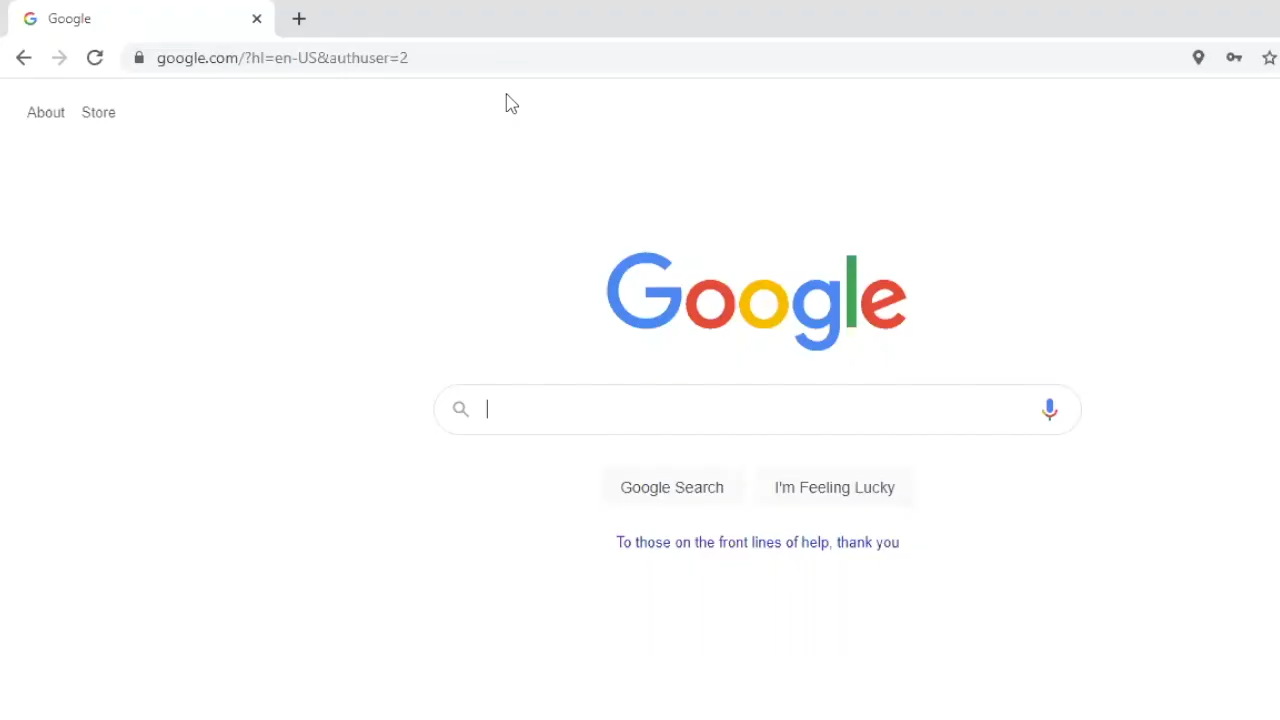 Google
google.com/?hl=en-US&authuser=2
About Store
Google
Google Search I'm Feeling Lucky
To those on the front lines of help, thank you